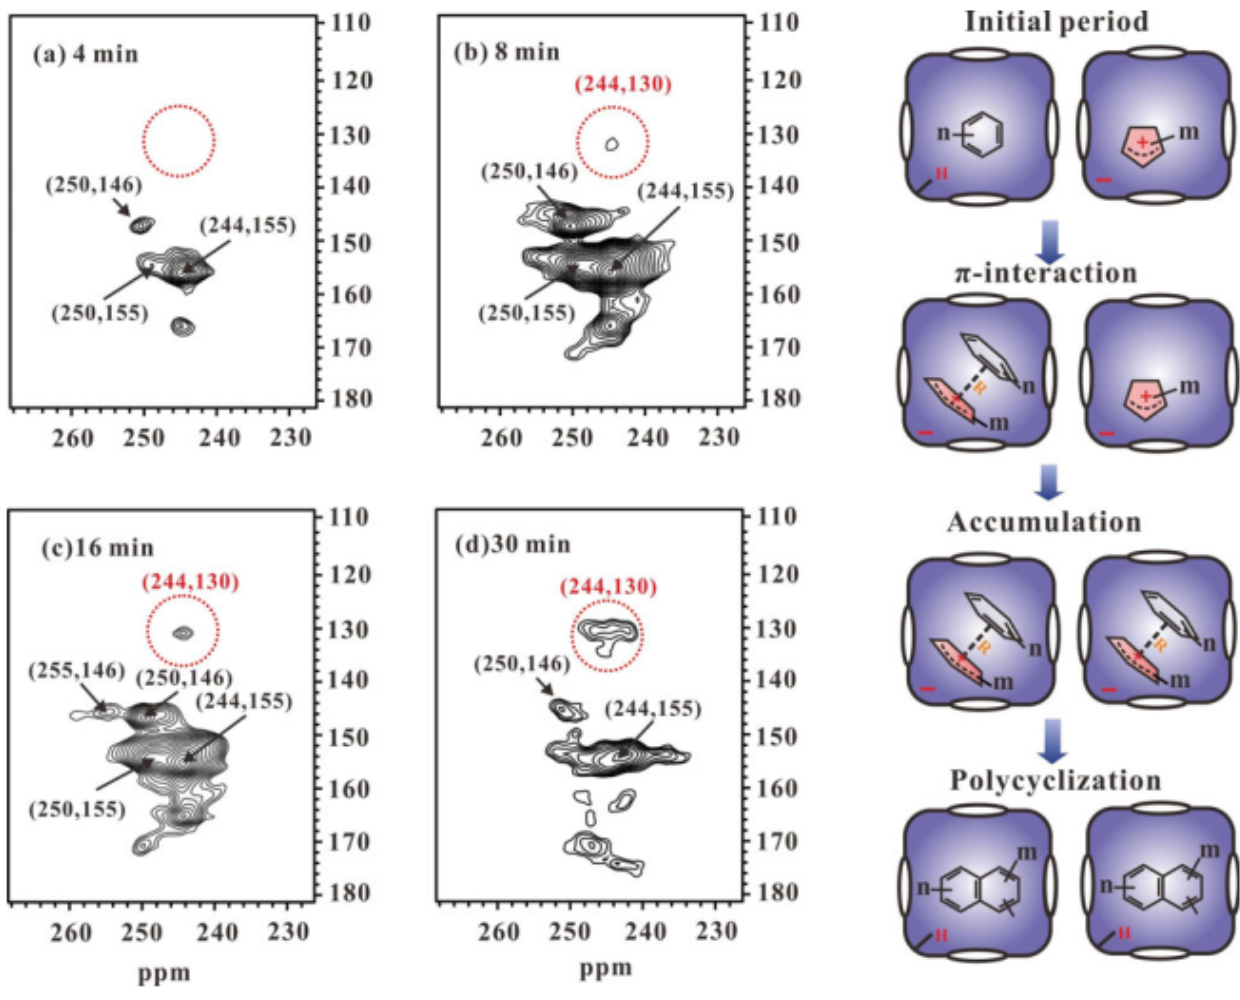 (a) 4 min
(250,146)
(244,155)
(250,155)
110
120
130
140
150
160
170
180
260 250 240 230
(b) 8 min
(244,130)
(250,146)
(244,155)
(250,155)
110
120
130
140
150
160
170
180
260 250 240 230
(c)16 min
(244,130)
(255,146)
(250,146)
(244,155)
(250,155)
110
120
130
140
150
160
170
180
260 250 240 230
ppm
(d)30 min
(244,130)
(250,146)
(244,155)
110
120
130
140
150
160
170
180
260 250 240 230
ppm
Initial period
n
H
+
m
−
π-interaction
+
R
n
m
−
+
m
−
Accumulation
+
R
n
m
−
+
R
n
m
−
Polycyclization
n
m
H
n
m
H